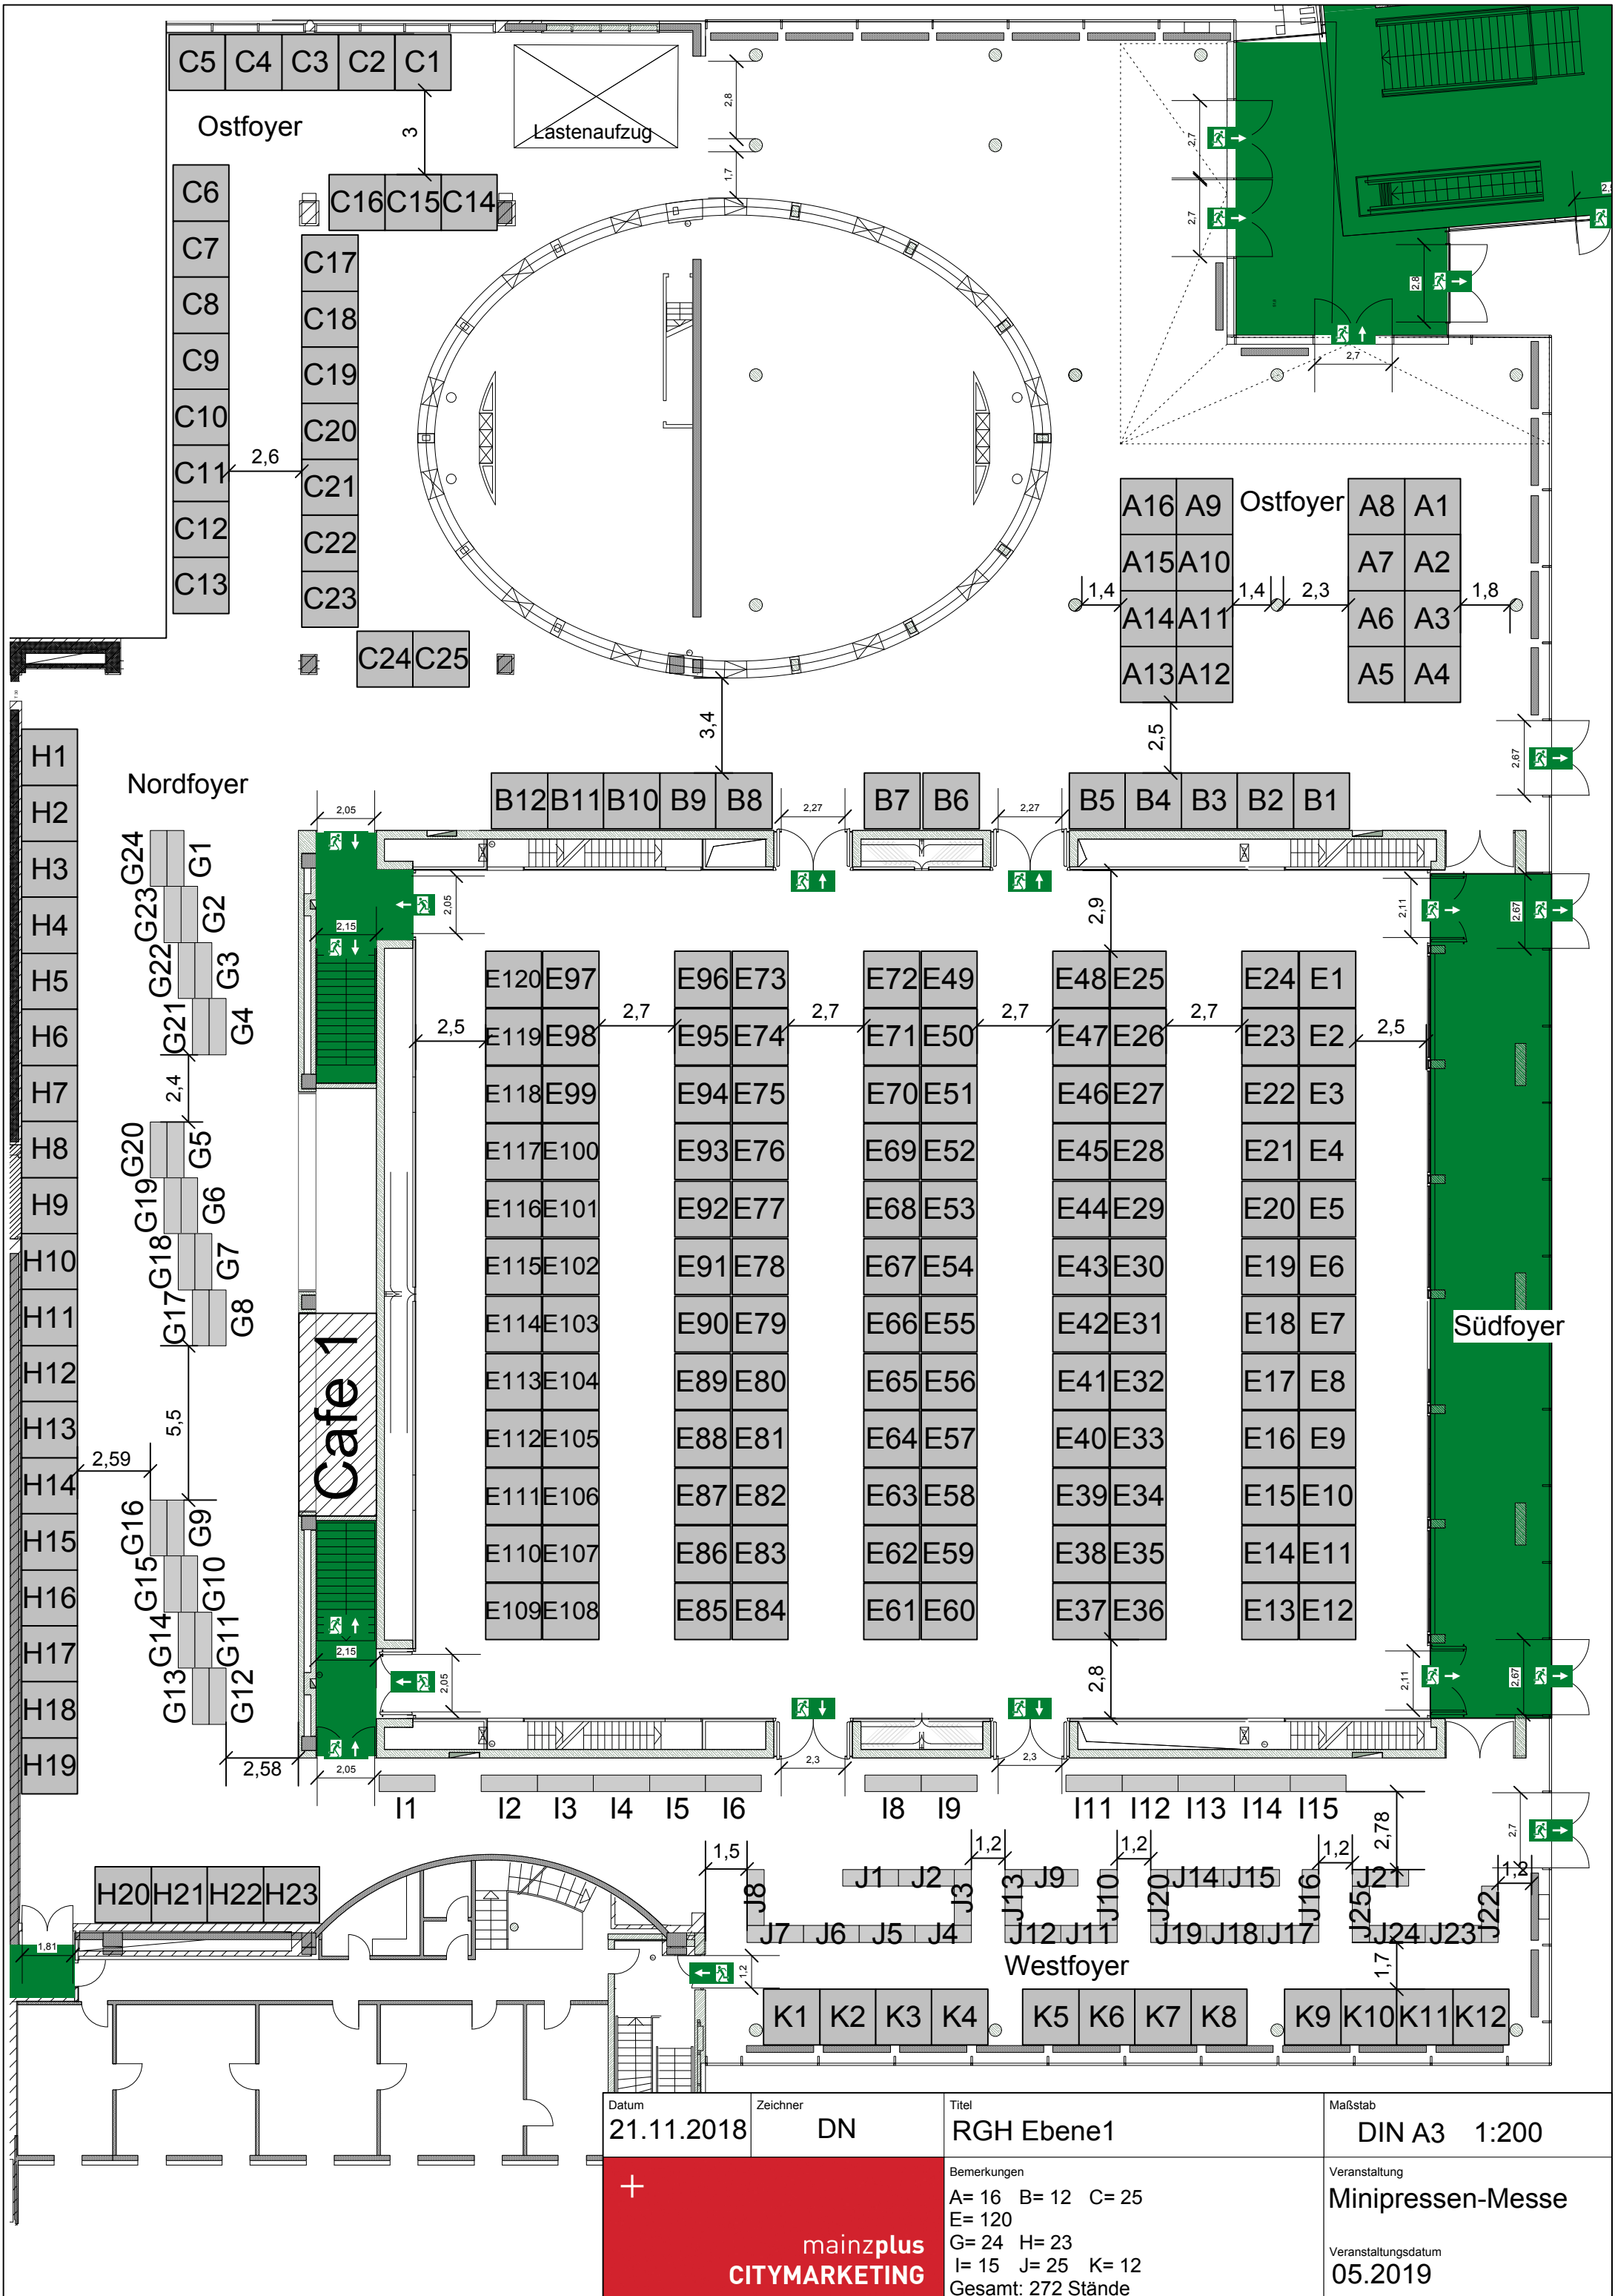 C5 C4 C3 C2 C1
Ostfoyer
3
Lastenaufzug
2,8
1,7
2,7
2,7
2,8
2,7
C6
C16 C15 C14
C7
C17
C8
C18
C9
C19
C10
C20
2,6
C11
C21
C12
C22
C13
C23
C24 C25
A16 A9 Ostfoyer A8 A1
A15 A10 A7 A2
1,4 1,4 2,3 1,8
A14 A11 A6 A3
A13 A12 A5 A4
3,4
2,5
2,67
Nordfoyer
B12 B11 B10 B9 B8 2,27 B7 B6 2,27 B5 B4 B3 B2 B1
H1
H2
H3
H4
H5
H6
H7
H8
H9
H10
H11
H12
H13
H14
H15
H16
H17
H18
H19
G24 G1
G23 G2
G22 G3
G21 G4
2,4
G20 G5
G19 G6
G18 G7
G17 G8
5,5
2,59
G16 G9
G15 G10
G14 G11
G13 G12
2,58
2,05
2,05
2,15
Cafe 1
2,15
2,05
2,05
2,9
2,11
2,67
E120 E97 E96 E73 E72 E49 E48 E25 E24 E1
2,5 2,7 2,7 2,7 2,7 2,5
E119 E98 E95 E74 E71 E50 E47 E26 E23 E2
E118 E99 E94 E75 E70 E51 E46 E27 E22 E3
E117 E100 E93 E76 E69 E52 E45 E28 E21 E4
E116 E101 E92 E77 E68 E53 E44 E29 E20 E5
E115 E102 E91 E78 E67 E54 E43 E30 E19 E6
E114 E103 E90 E79 E66 E55 E42 E31 E18 E7
Südfoyer
E113 E104 E89 E80 E65 E56 E41 E32 E17 E8
E112 E105 E88 E81 E64 E57 E40 E33 E16 E9
E111 E106 E87 E82 E63 E58 E39 E34 E15 E10
E110 E107 E86 E83 E62 E59 E38 E35 E14 E11
E109 E108 E85 E84 E61 E60 E37 E36 E13 E12
2,8
2,11
2,67
2,3
2,3
I1 I2 I3 I4 I5 I6 I8 I9 I11 I12 I13 I14 I15
2,78
2,7
1,5 1,2 1,2 1,2 1,2
H20 H21 H22 H23
J8 J1 J2 J3 J13 J9 J10 J20 J14 J15 J16 J25 J21 J22
J7 J6 J5 J4 J12 J11 J19 J18 J17 J24 J23
1,81
Westfoyer
1,2
1,7
K1 K2 K3 K4 K5 K6 K7 K8 K9 K10 K11 K12
Datum
21.11.2018
Zeichner
DN
Titel
RGH Ebene1
Maßstab
DIN A3 1:200
mainzplus
CITYMARKETING
Bemerkungen
A= 16 B= 12 C= 25
E= 120
G= 24 H= 23
I= 15 J= 25 K= 12
Gesamt: 272 Stände
Veranstaltung
Minipressen-Messe
Veranstaltungsdatum
05.2019